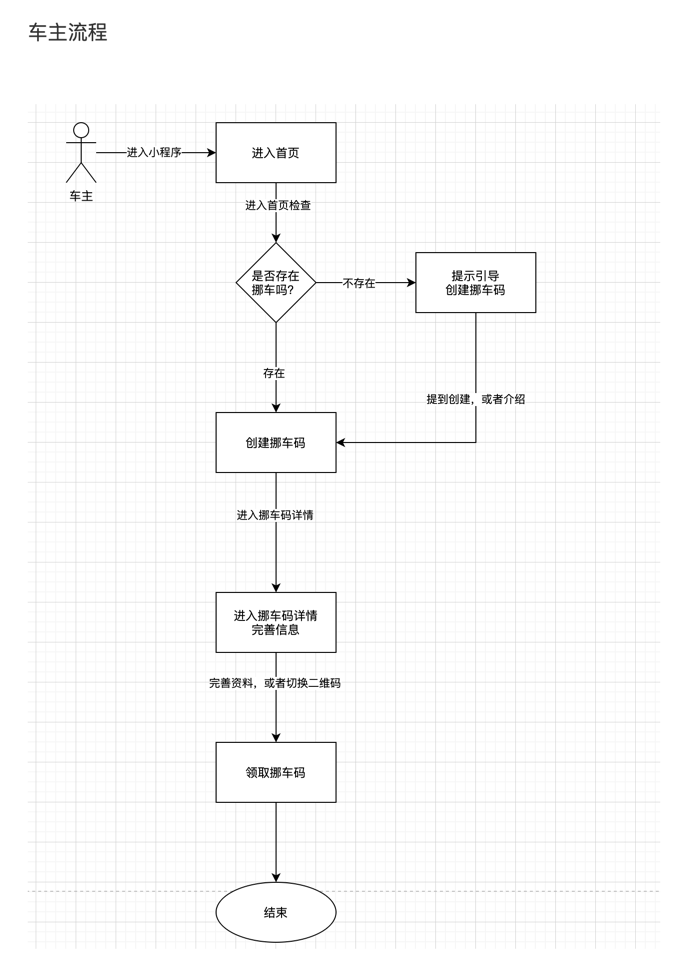 车主流程
进入小程序
进入首页
车主
进入首页检查
是否存在
挪车吗？
不存在
提示引导
创建挪车码
存在
提到创建，或者介绍
创建挪车码
进入挪车码详情
进入挪车码详情
完善信息
完善资料，或者切换二维码
领取挪车码
结束